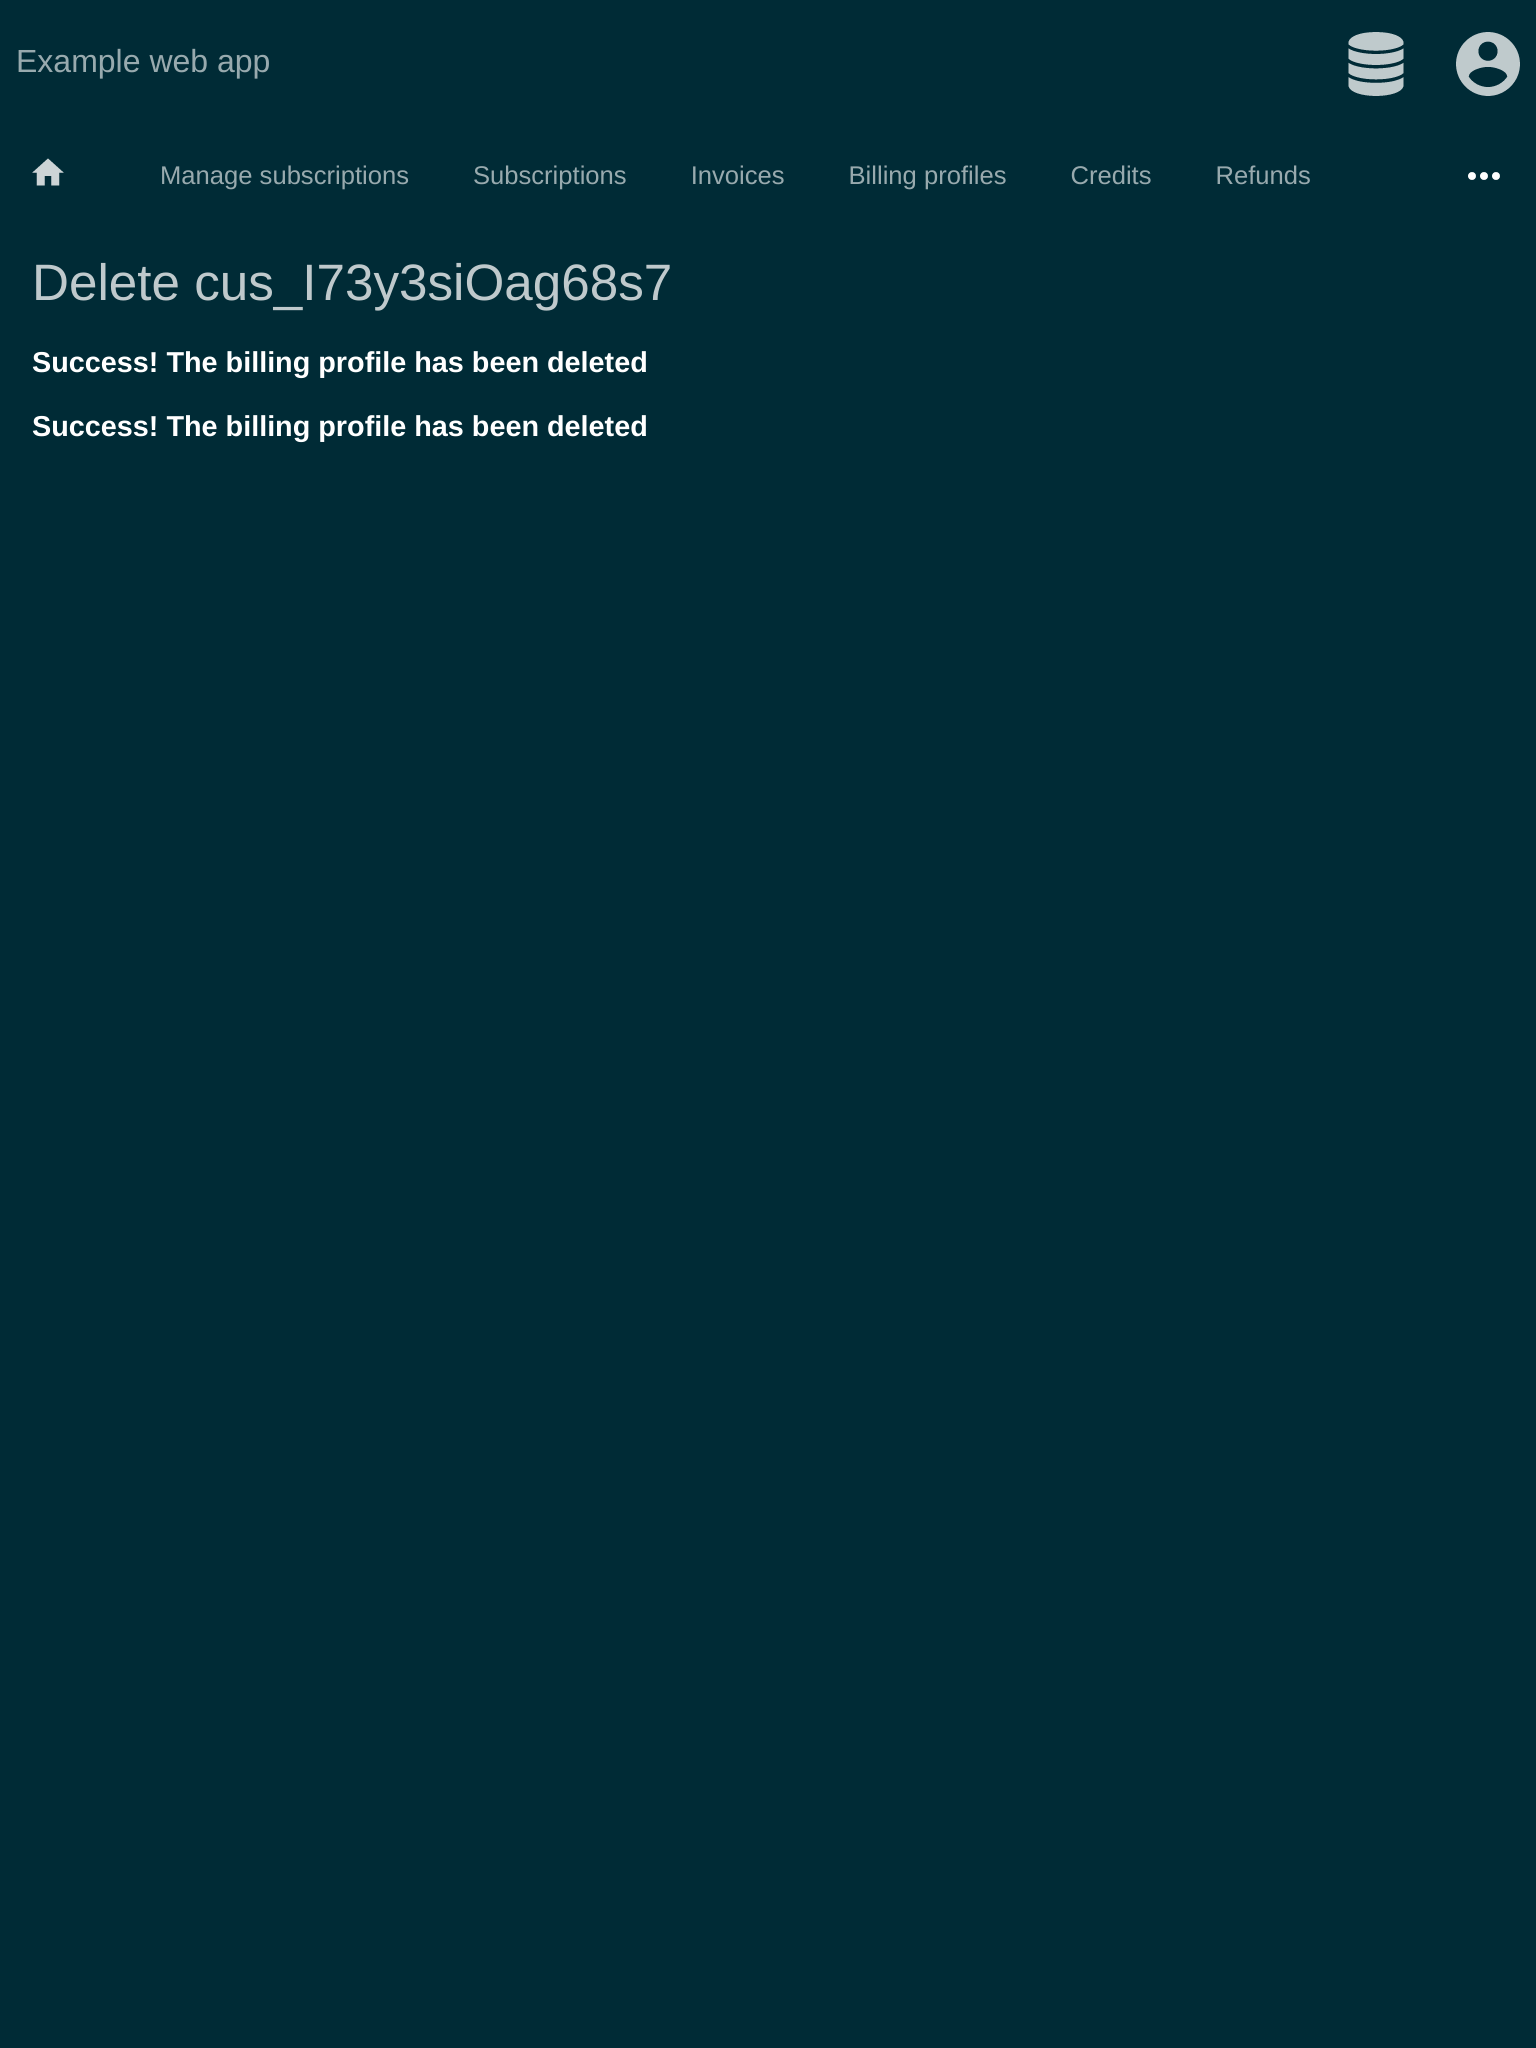 Example web app
Manage subscriptions Subscriptions Invoices Billing profiles Credits Refunds
Delete cus_I73y3siOag68s7
Success! The billing profile has been deleted
Success! The billing profile has been deleted